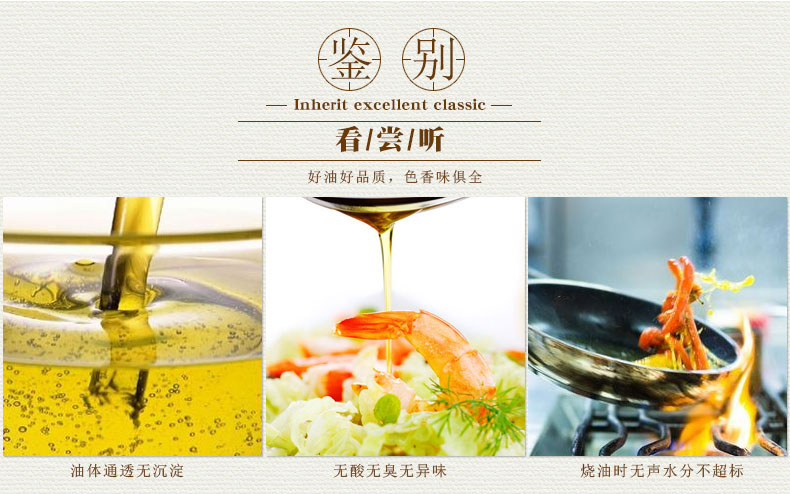 鉴别
Inherit excellent classic
看/尝/听
好油好品质，色香味俱全
油体通透无沉淀
无酸无臭无异味
烧油时无声水分不超标